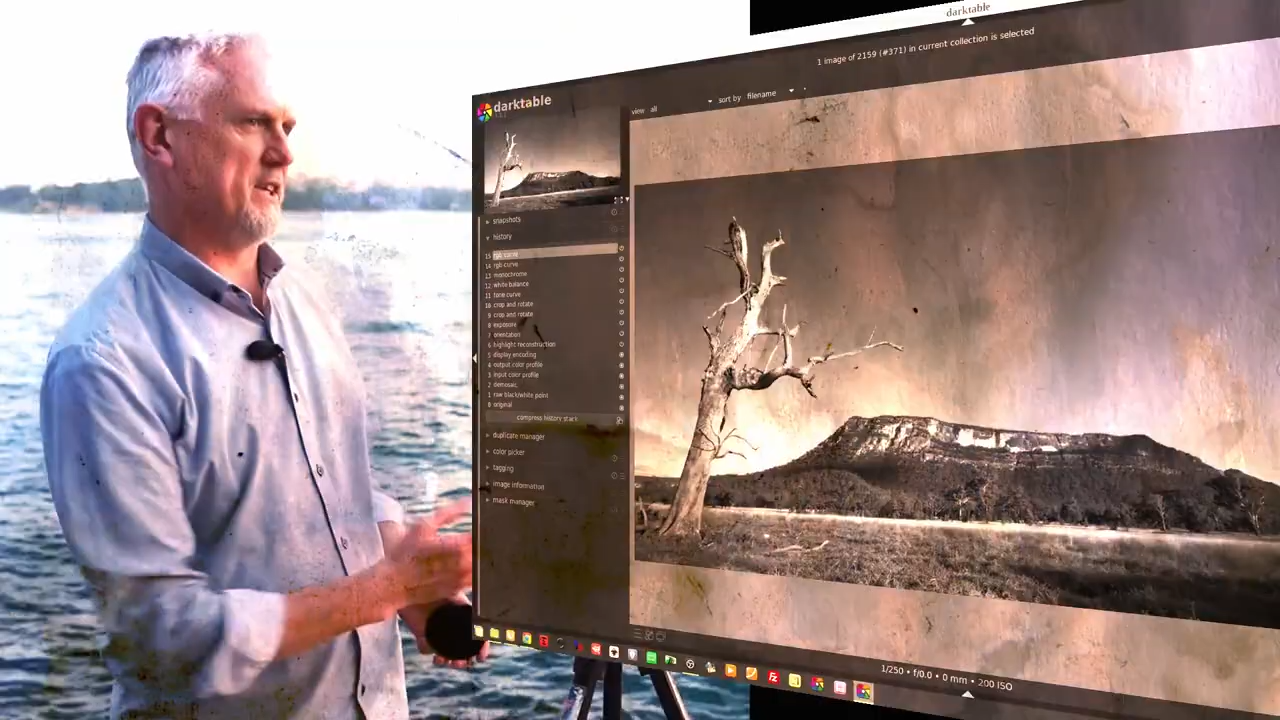 darktable
1 image of 2159 (#371) in current collection is selected
darktable
view all sort by filename
snapshots
history
15 rgb curve
14 rgb curve
13 monochrome
12 white balance
11 tone curve
10 crop and rotate
9 crop and rotate
8 exposure
7 orientation
6 highlight reconstruction
5 display encoding
4 output color profile
3 input color profile
2 demosaic
1 raw black/white point
0 original
compress history stack
duplicate manager
color picker
tagging
image information
mask manager
1/250 • f/0.0 • 0 mm • 200 ISO